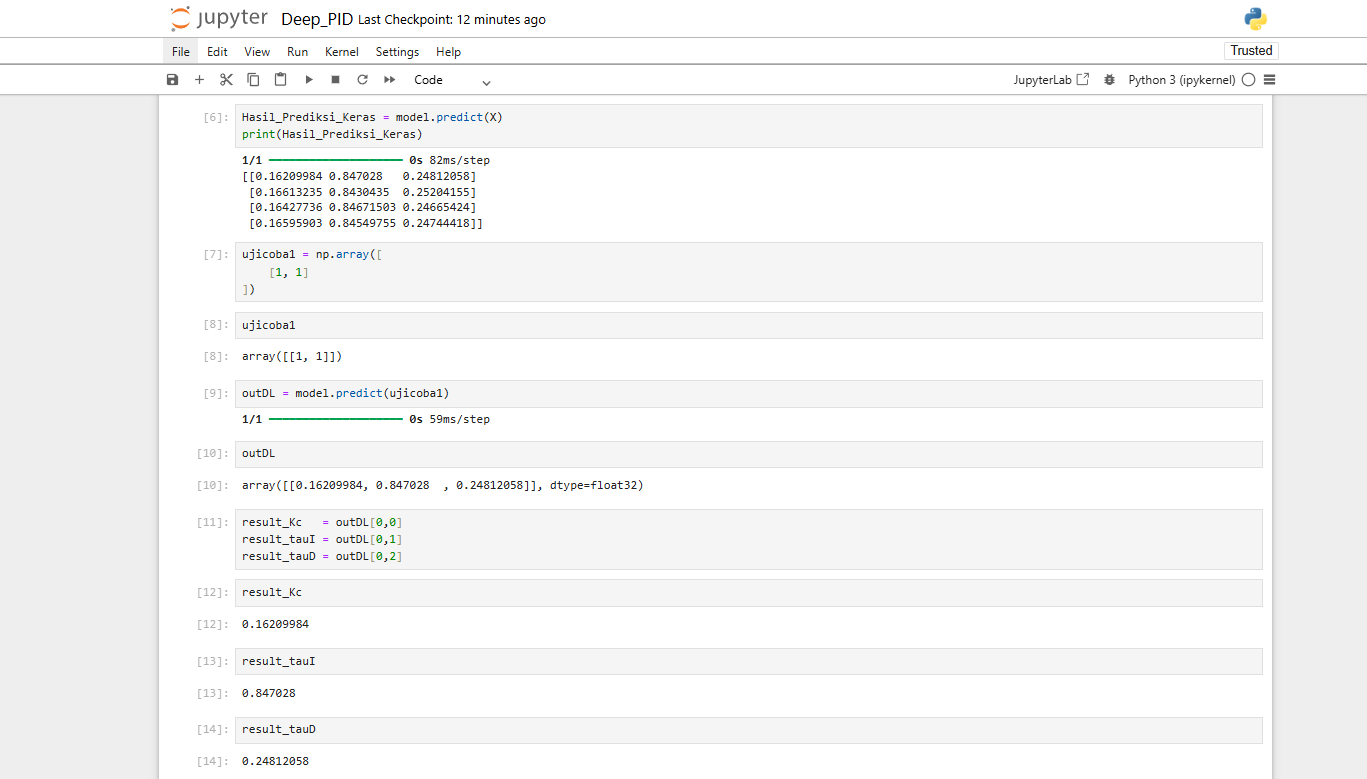 jupyter Deep_PID Last Checkpoint: 12 minutes ago
File Edit View Run Kernel Settings Help Trusted
Code JupyterLab Python 3 (ipykernel)
[6]: Hasil_Prediksi_Keras = model.predict(X)
print(Hasil_Prediksi_Keras)
1/1 0s 82ms/step
[[0.16209984 0.847028   0.24812058]
 [0.16613235 0.8430435  0.25204155]
 [0.16427736 0.84671503 0.24665424]
 [0.16595903 0.84549755 0.24744418]]
[7]: ujicoba1 = np.array([
    [1, 1]
])
[8]: ujicoba1
[8]: array([[1, 1]])
[9]: outDL = model.predict(ujicoba1)
1/1 0s 59ms/step
[10]: outDL
[10]: array([[0.16209984, 0.847028  , 0.24812058]], dtype=float32)
[11]: result_Kc   = outDL[0,0]
result_tauI = outDL[0,1]
result_tauD = outDL[0,2]
[12]: result_Kc
[12]: 0.16209984
[13]: result_tauI
[13]: 0.847028
[14]: result_tauD
[14]: 0.24812058